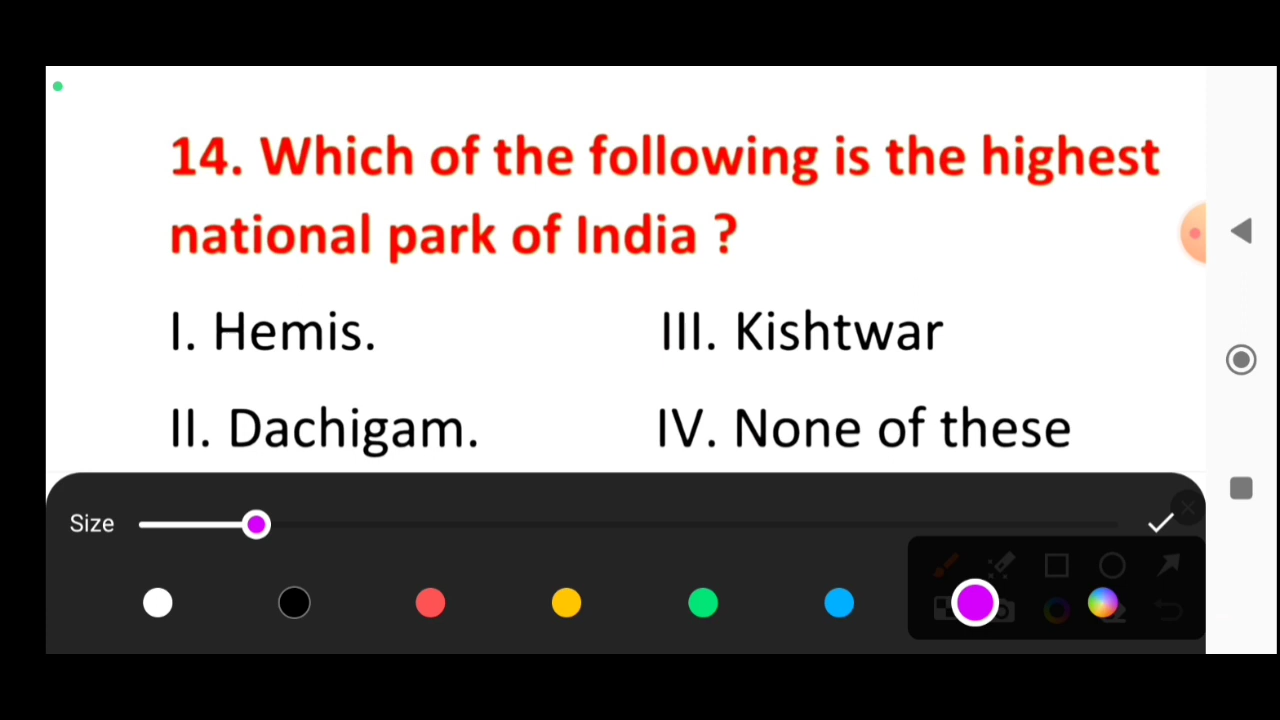 14. Which of the following is the highest
national park of India ?
I. Hemis.
III. Kishtwar
II. Dachigam.
IV. None of these
Size